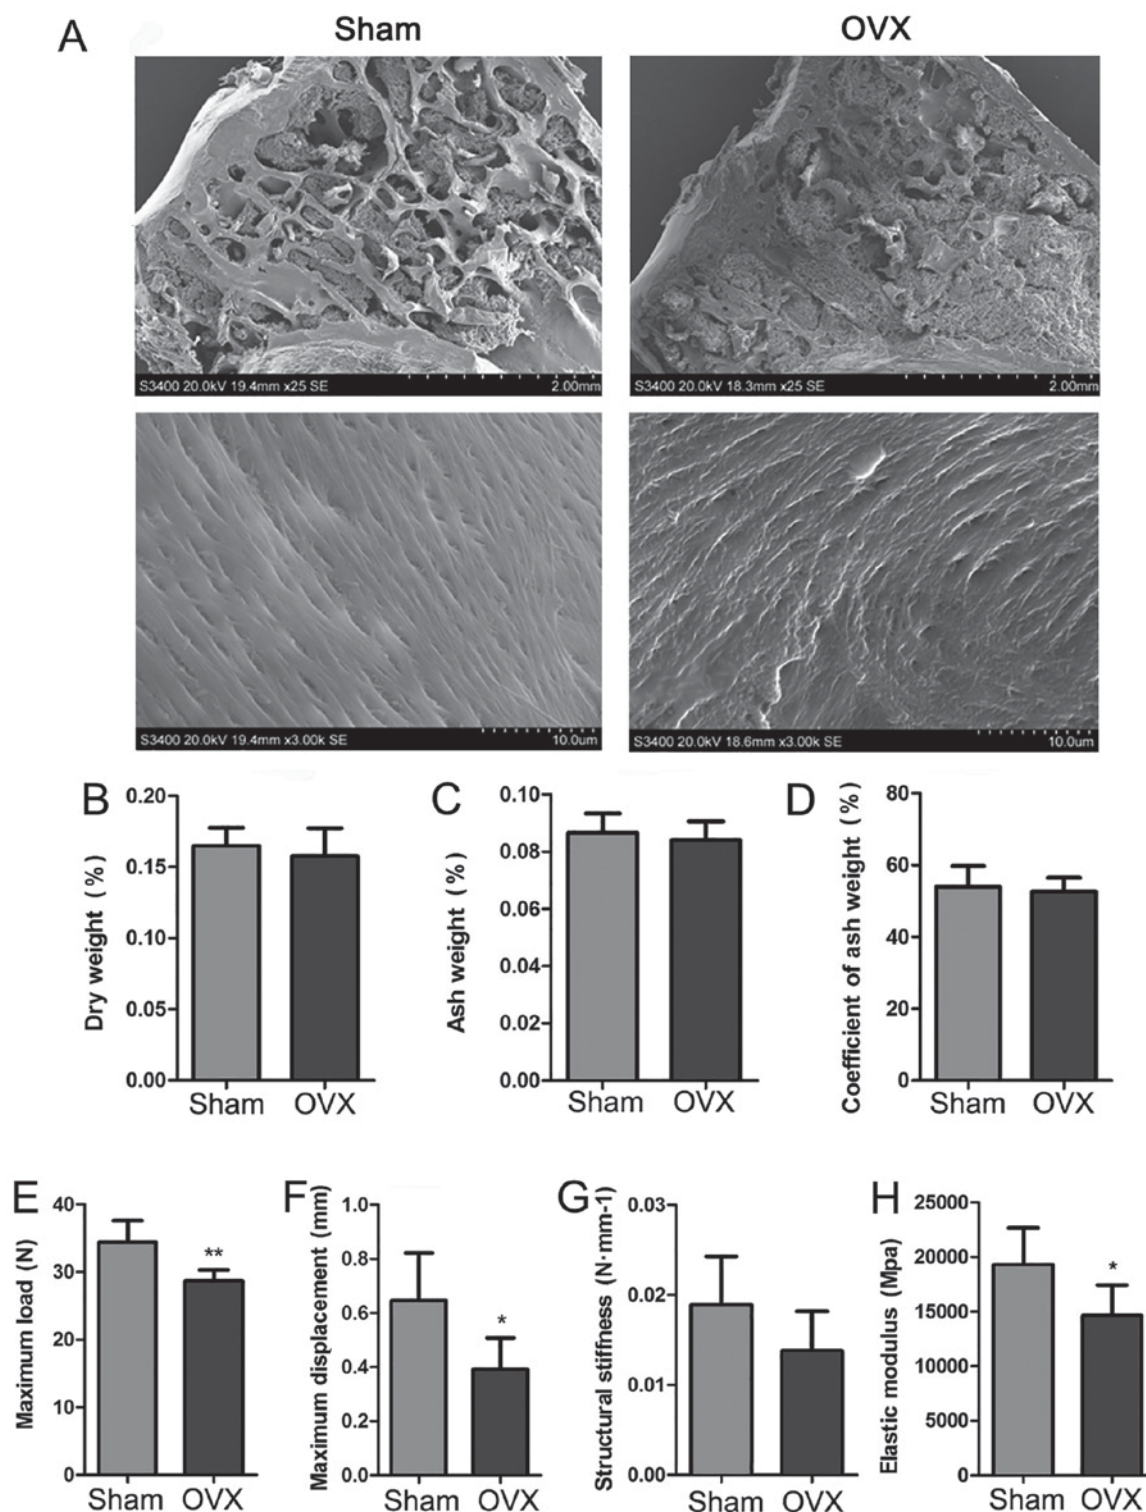 A
Sham
OVX
S3400 20.0kV 19.4mm x25 SE
2.00mm
S3400 20.0kV 18.3mm x25 SE
2.00mm
S3400 20.0kV 19.4mm x3.00k SE
10.0um
S3400 20.0kV 18.6mm x3.00k SE
10.0um
B
Dry weight (%)
0.20
0.15
0.10
0.05
0.00
Sham OVX
C
Ash weight (%)
0.10
0.08
0.06
0.04
0.02
0.00
Sham OVX
D
Coefficient of ash weight (%)
80
60
40
20
0
Sham OVX
E
Maximum load (N)
40
30
20
10
0
**
Sham OVX
F
Maximum displacement (mm)
1.0
0.8
0.6
0.4
0.2
0.0
*
Sham OVX
G
Structural stiffness (N·mm-1)
0.03
0.02
0.01
0.00
Sham OVX
H
Elastic modulus (Mpa)
25000
20000
15000
10000
5000
0
*
Sham OVX